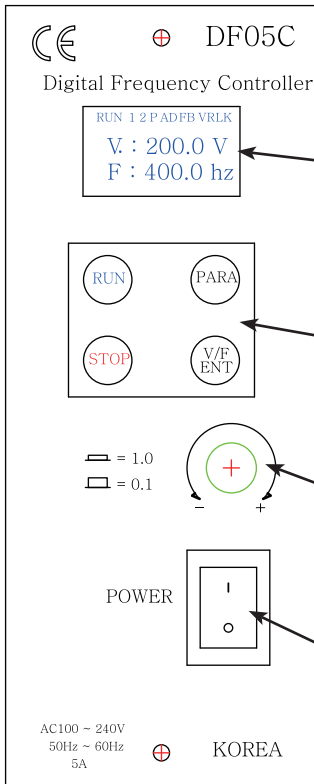 CE DF05C
Digital Frequency Controller
RUN 1 2 P AD FB VR LK
V. : 200.0 V
F : 400.0 hz
RUN
PARA
STOP
V/F
ENT
= 1.0
= 0.1
- +
POWER
I
O
AC100 ~ 240V
50Hz ~ 60Hz
5A
KOREA